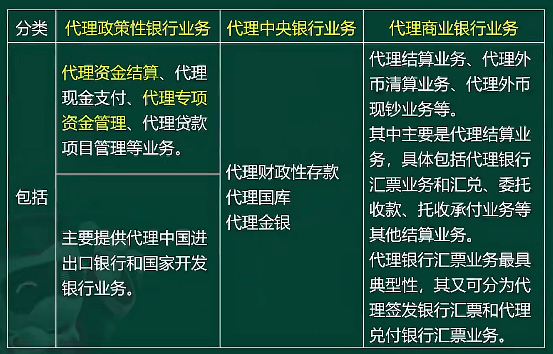 分类
代理政策性银行业务
代理中央银行业务
代理商业银行业务
包括
代理资金结算、代理
现金支付、代理专项
资金管理、代理贷款
项目管理等业务。
主要提供代理中国进
出口银行和国家开发
银行业务。
代理财政性存款
代理国库
代理金银
代理结算业务、代理外
币清算业务、代理外币
现钞业务等。
其中主要是代理结算业
务，具体包括代理银行
汇票业务和汇兑、委托
收款、托收承付业务等
其他结算业务。
代理银行汇票业务最具
典型性，其又可分为代
理签发银行汇票和代理
兑付银行汇票业务。